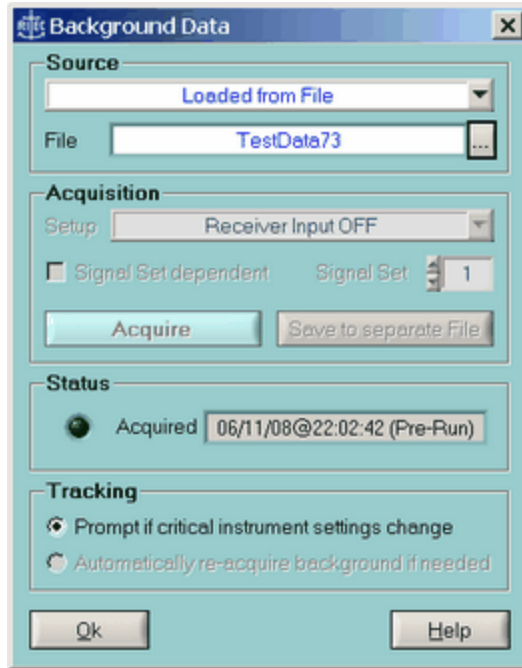 Background Data
Source
Loaded from File
File TestData73 ...
Acquisition
Setup Receiver Input OFF
Signal Set dependent Signal Set 1
Acquire Save to separate File
Status
Acquired 06/11/08@22:02:42 (Pre-Run)
Tracking
Prompt if critical instrument settings change
Automatically re-acquire background if needed
Ok Help